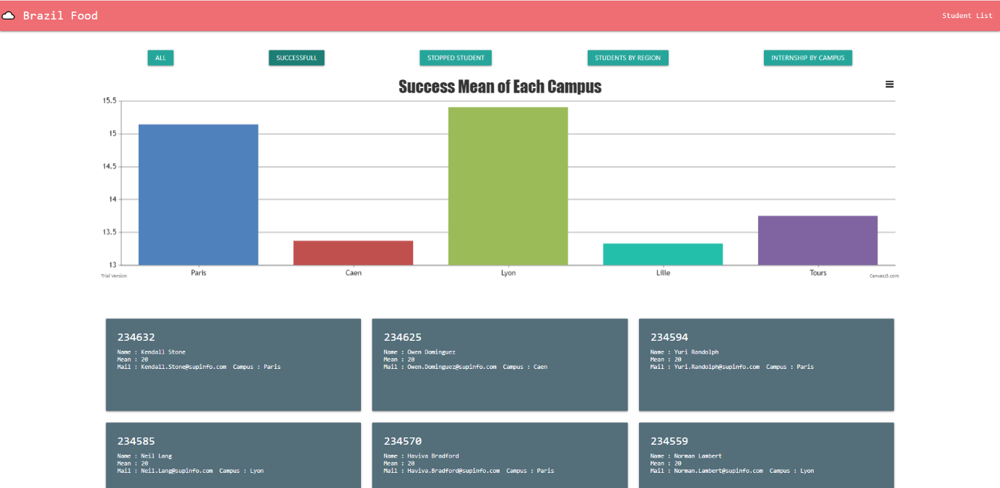 Brazil Food
Student List
ALL
SUCCESSFULL
STOPPED STUDENT
STUDENTS BY REGION
INTERNSHIP BY CAMPUS
Success Mean of Each Campus
15.5
15
14.5
14
13.5
13
Paris
Caen
Lyon
Lille
Tours
Trial Version
CanvasJS.com
234632
Name : Kendall Stone
Mean : 20
Mail : Kendall.Stone@supinfo.com Campus : Paris
234625
Name : Owen Dominguez
Mean : 20
Mail : Owen.Dominguez@supinfo.com Campus : Caen
234594
Name : Yuri Randolph
Mean : 20
Mail : Yuri.Randolph@supinfo.com Campus : Paris
234585
Name : Neil Lang
Mean : 20
Mail : Neil.Lang@supinfo.com Campus : Lyon
234570
Name : Haviva Bradford
Mean : 20
Mail : Haviva.Bradford@supinfo.com Campus : Paris
234559
Name : Norman Lambert
Mean : 20
Mail : Norman.Lambert@supinfo.com Campus : Lyon